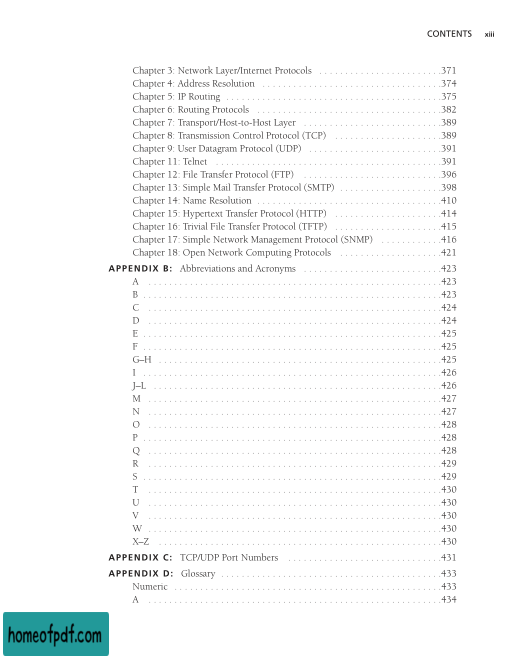 CONTENTS xiii
Chapter 3: Network Layer/Internet Protocols . . . . . . . . . . . . . . . . . . . . . . .371
Chapter 4: Address Resolution . . . . . . . . . . . . . . . . . . . . . . . . . . . . . . . .374
Chapter 5: IP Routing . . . . . . . . . . . . . . . . . . . . . . . . . . . . . . . . . . . . . .375
Chapter 6: Routing Protocols . . . . . . . . . . . . . . . . . . . . . . . . . . . . . . . . .382
Chapter 7: Transport/Host-to-Host Layer . . . . . . . . . . . . . . . . . . . . . . . . .389
Chapter 8: Transmission Control Protocol (TCP) . . . . . . . . . . . . . . . . . . .389
Chapter 9: User Datagram Protocol (UDP) . . . . . . . . . . . . . . . . . . . . . . .391
Chapter 11: Telnet . . . . . . . . . . . . . . . . . . . . . . . . . . . . . . . . . . . . . . . .391
Chapter 12: File Transfer Protocol (FTP) . . . . . . . . . . . . . . . . . . . . . . . . .396
Chapter 13: Simple Mail Transfer Protocol (SMTP) . . . . . . . . . . . . . . . . . .398
Chapter 14: Name Resolution . . . . . . . . . . . . . . . . . . . . . . . . . . . . . . . .410
Chapter 15: Hypertext Transfer Protocol (HTTP) . . . . . . . . . . . . . . . . . . .414
Chapter 16: Trivial File Transfer Protocol (TFTP) . . . . . . . . . . . . . . . . . . .415
Chapter 17: Simple Network Management Protocol (SNMP) . . . . . . . . . . .416
Chapter 18: Open Network Computing Protocols . . . . . . . . . . . . . . . . . .421
APPENDIX B: Abbreviations and Acronyms . . . . . . . . . . . . . . . . . . . . . . . .423
A . . . . . . . . . . . . . . . . . . . . . . . . . . . . . . . . . . . . . . . . . . . . . . . . . .423
B . . . . . . . . . . . . . . . . . . . . . . . . . . . . . . . . . . . . . . . . . . . . . . . . . .423
C . . . . . . . . . . . . . . . . . . . . . . . . . . . . . . . . . . . . . . . . . . . . . . . . . .424
D . . . . . . . . . . . . . . . . . . . . . . . . . . . . . . . . . . . . . . . . . . . . . . . . . .424
E . . . . . . . . . . . . . . . . . . . . . . . . . . . . . . . . . . . . . . . . . . . . . . . . . .425
F . . . . . . . . . . . . . . . . . . . . . . . . . . . . . . . . . . . . . . . . . . . . . . . . . .425
G–H . . . . . . . . . . . . . . . . . . . . . . . . . . . . . . . . . . . . . . . . . . . . . . . .425
I . . . . . . . . . . . . . . . . . . . . . . . . . . . . . . . . . . . . . . . . . . . . . . . . . .426
J–L . . . . . . . . . . . . . . . . . . . . . . . . . . . . . . . . . . . . . . . . . . . . . . . .426
M . . . . . . . . . . . . . . . . . . . . . . . . . . . . . . . . . . . . . . . . . . . . . . . . .427
N . . . . . . . . . . . . . . . . . . . . . . . . . . . . . . . . . . . . . . . . . . . . . . . . . .427
O . . . . . . . . . . . . . . . . . . . . . . . . . . . . . . . . . . . . . . . . . . . . . . . . . .428
P . . . . . . . . . . . . . . . . . . . . . . . . . . . . . . . . . . . . . . . . . . . . . . . . . .428
Q . . . . . . . . . . . . . . . . . . . . . . . . . . . . . . . . . . . . . . . . . . . . . . . . . .428
R . . . . . . . . . . . . . . . . . . . . . . . . . . . . . . . . . . . . . . . . . . . . . . . . . .429
S . . . . . . . . . . . . . . . . . . . . . . . . . . . . . . . . . . . . . . . . . . . . . . . . . .429
T . . . . . . . . . . . . . . . . . . . . . . . . . . . . . . . . . . . . . . . . . . . . . . . . . .430
U . . . . . . . . . . . . . . . . . . . . . . . . . . . . . . . . . . . . . . . . . . . . . . . . . .430
V . . . . . . . . . . . . . . . . . . . . . . . . . . . . . . . . . . . . . . . . . . . . . . . . . .430
W . . . . . . . . . . . . . . . . . . . . . . . . . . . . . . . . . . . . . . . . . . . . . . . . .430
X–Z . . . . . . . . . . . . . . . . . . . . . . . . . . . . . . . . . . . . . . . . . . . . . . . .430
APPENDIX C: TCP/UDP Port Numbers . . . . . . . . . . . . . . . . . . . . . . . . . . .431
APPENDIX D: Glossary . . . . . . . . . . . . . . . . . . . . . . . . . . . . . . . . . . . . . .433
Numeric . . . . . . . . . . . . . . . . . . . . . . . . . . . . . . . . . . . . . . . . . . . . .433
A . . . . . . . . . . . . . . . . . . . . . . . . . . . . . . . . . . . . . . . . . . . . . . . . . .434
homeofpdf.com